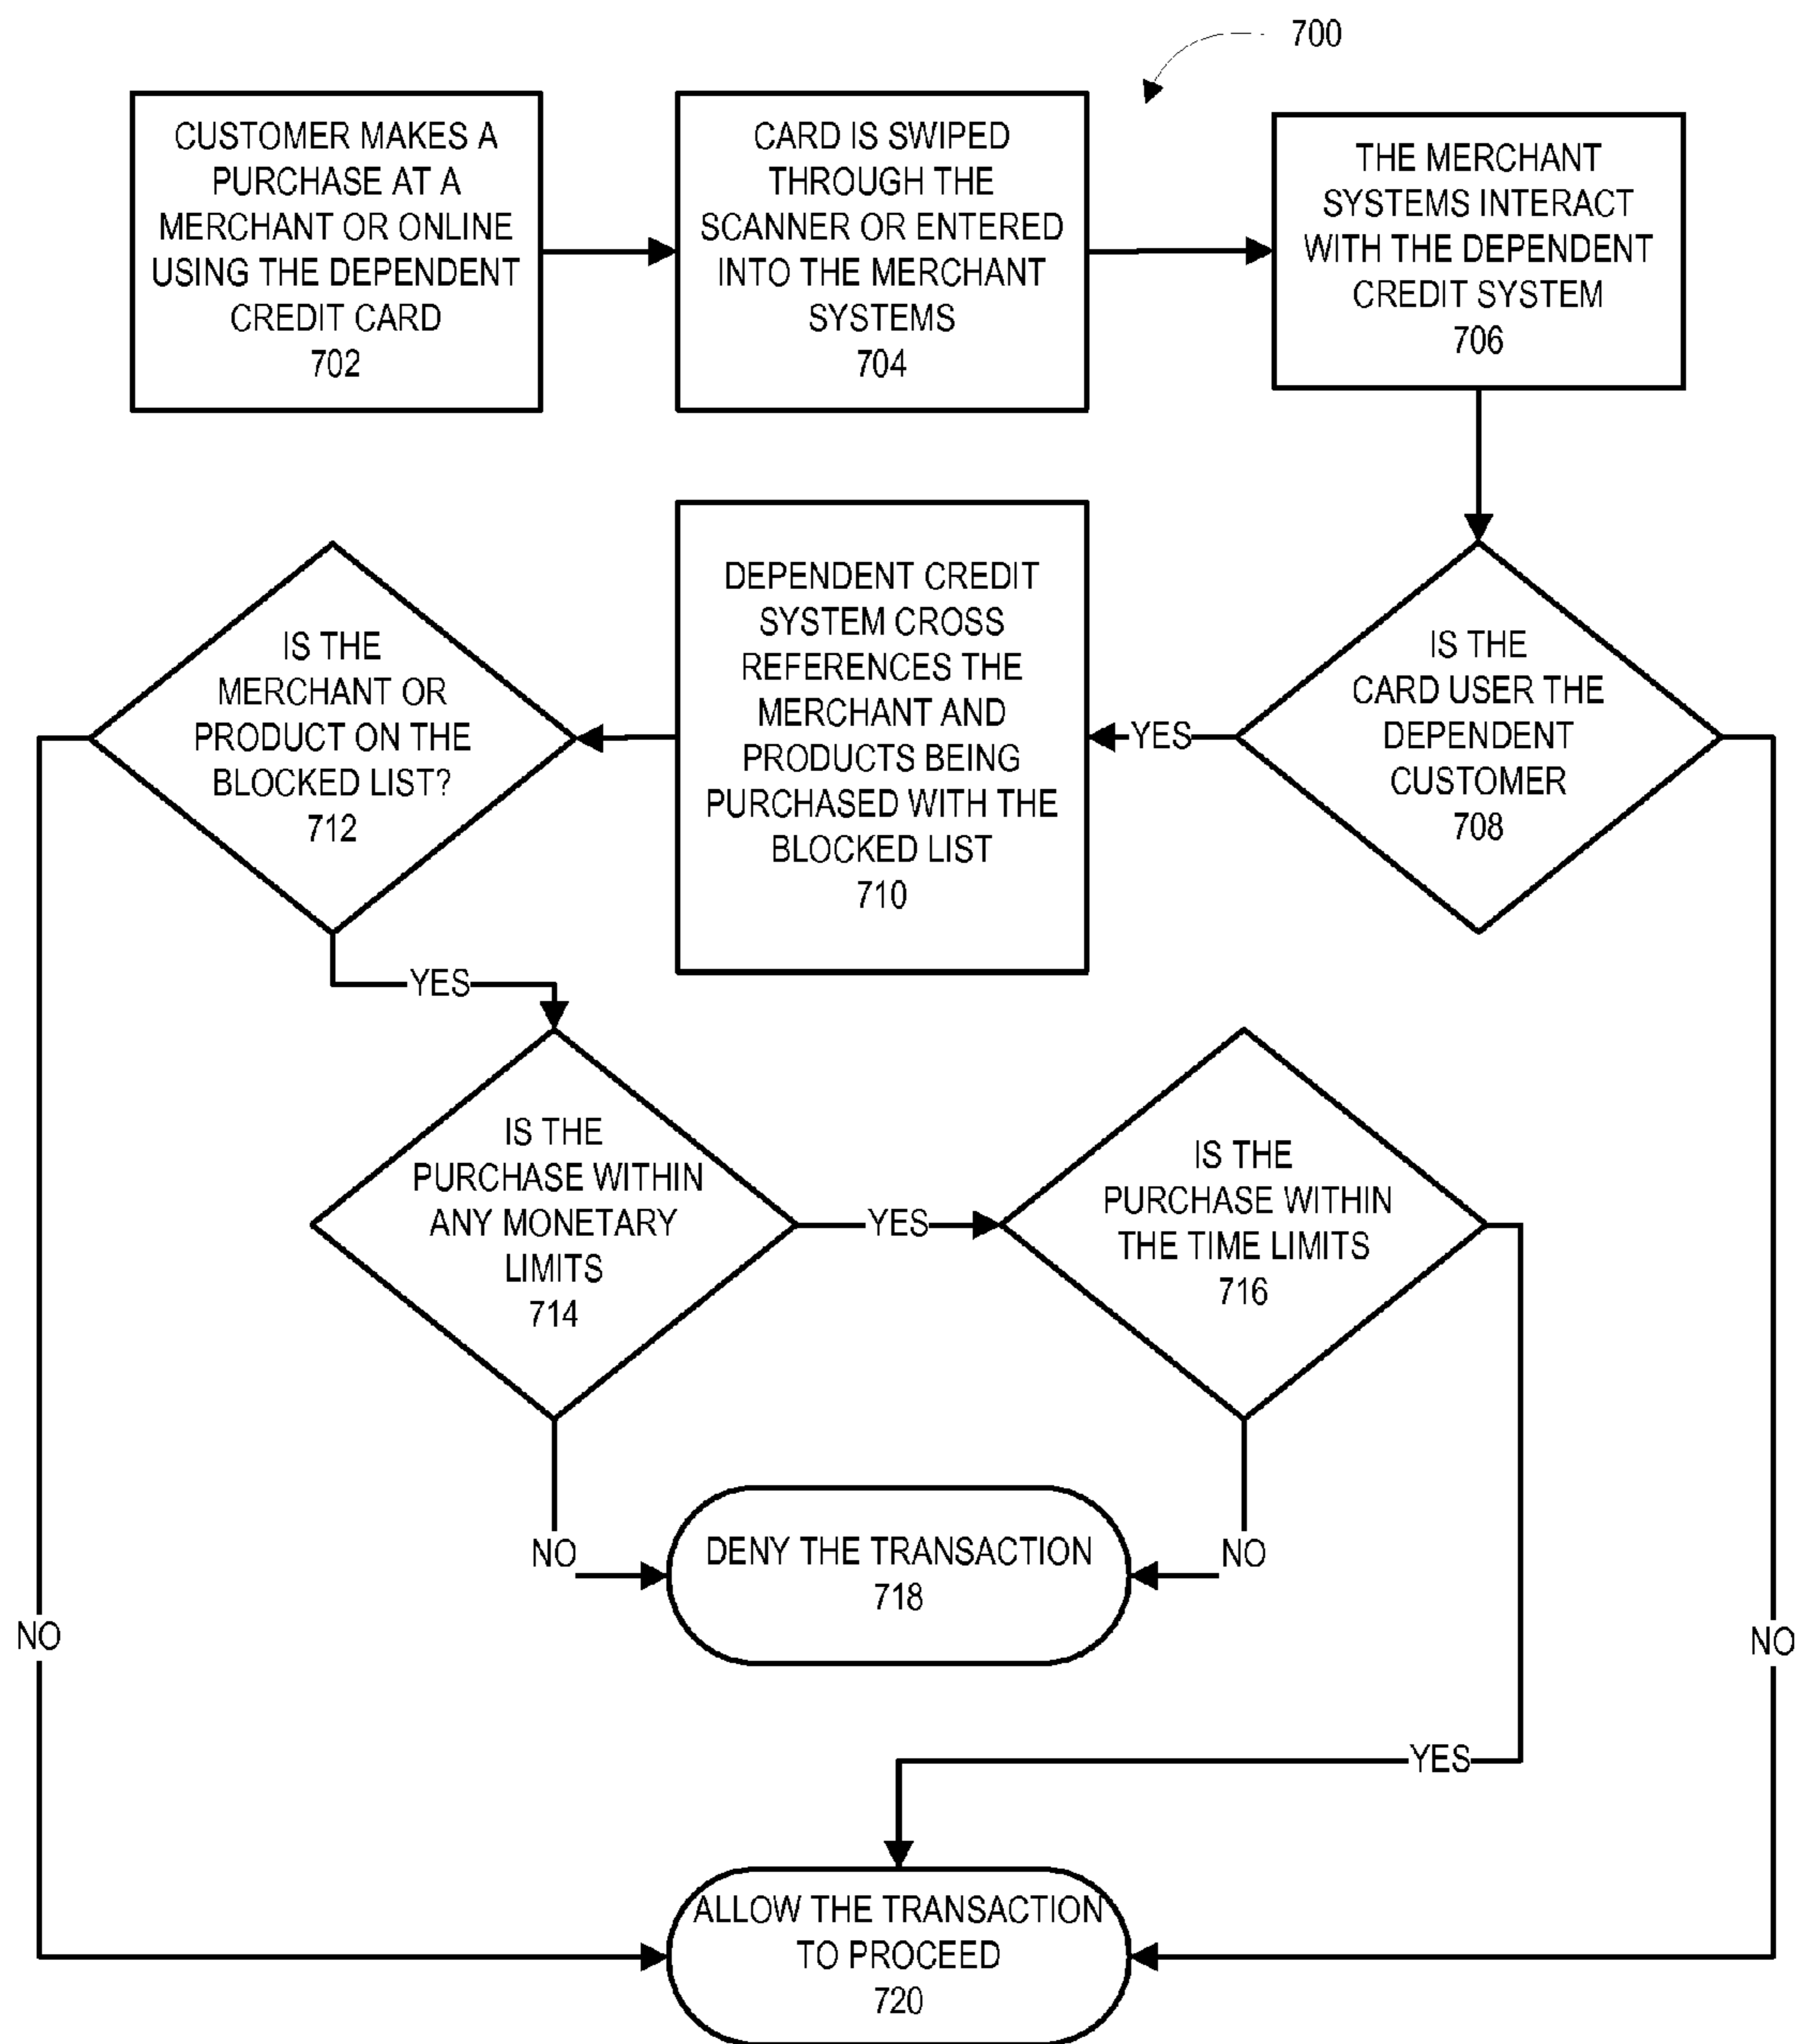 700
CUSTOMER MAKES A
PURCHASE AT A
MERCHANT OR ONLINE
USING THE DEPENDENT
CREDIT CARD
702
CARD IS SWIPED
THROUGH THE
SCANNER OR ENTERED
INTO THE MERCHANT
SYSTEMS
704
THE MERCHANT
SYSTEMS INTERACT
WITH THE DEPENDENT
CREDIT SYSTEM
706
IS THE
CARD USER THE
DEPENDENT
CUSTOMER
708
YES
NO
DEPENDENT CREDIT
SYSTEM CROSS
REFERENCES THE
MERCHANT AND
PRODUCTS BEING
PURCHASED WITH THE
BLOCKED LIST
710
IS THE
MERCHANT OR
PRODUCT ON THE
BLOCKED LIST?
712
YES
NO
IS THE
PURCHASE WITHIN
ANY MONETARY
LIMITS
714
YES
NO
IS THE
PURCHASE WITHIN
THE TIME LIMITS
716
NO
YES
DENY THE TRANSACTION
718
ALLOW THE TRANSACTION
TO PROCEED
720